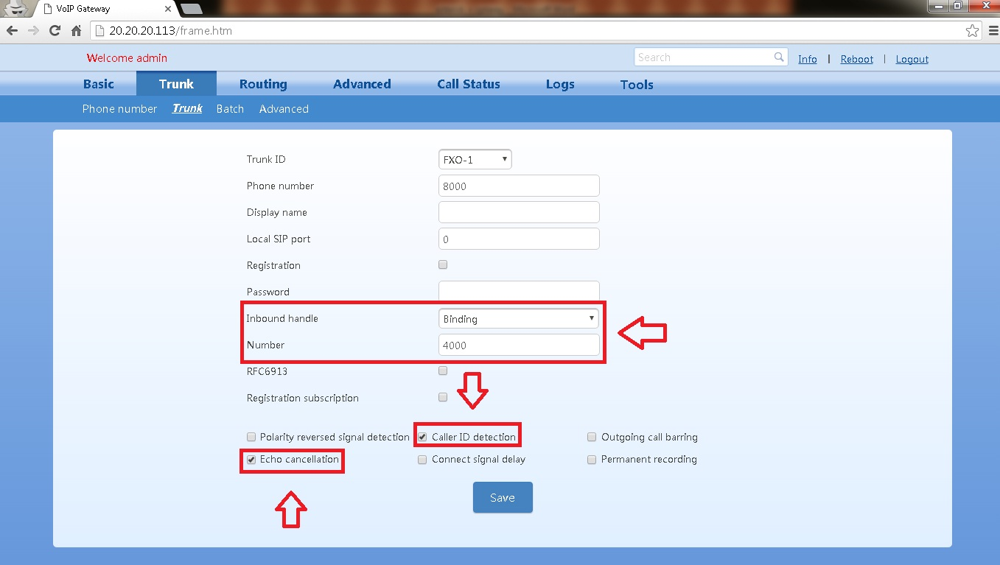 VoIP Gateway
20.20.20.113/frame.htm
Welcome admin
Search
Info | Reboot | Logout
Basic Trunk Routing Advanced Call Status Logs Tools
Phone number Trunk Batch Advanced
Trunk ID FXO-1
Phone number 8000
Display name
Local SIP port 0
Registration
Password
Inbound handle Binding
Number 4000
RFC6913
Registration subscription
Polarity reversed signal detection Caller ID detection Outgoing call barring
Echo cancellation Connect signal delay Permanent recording
Save